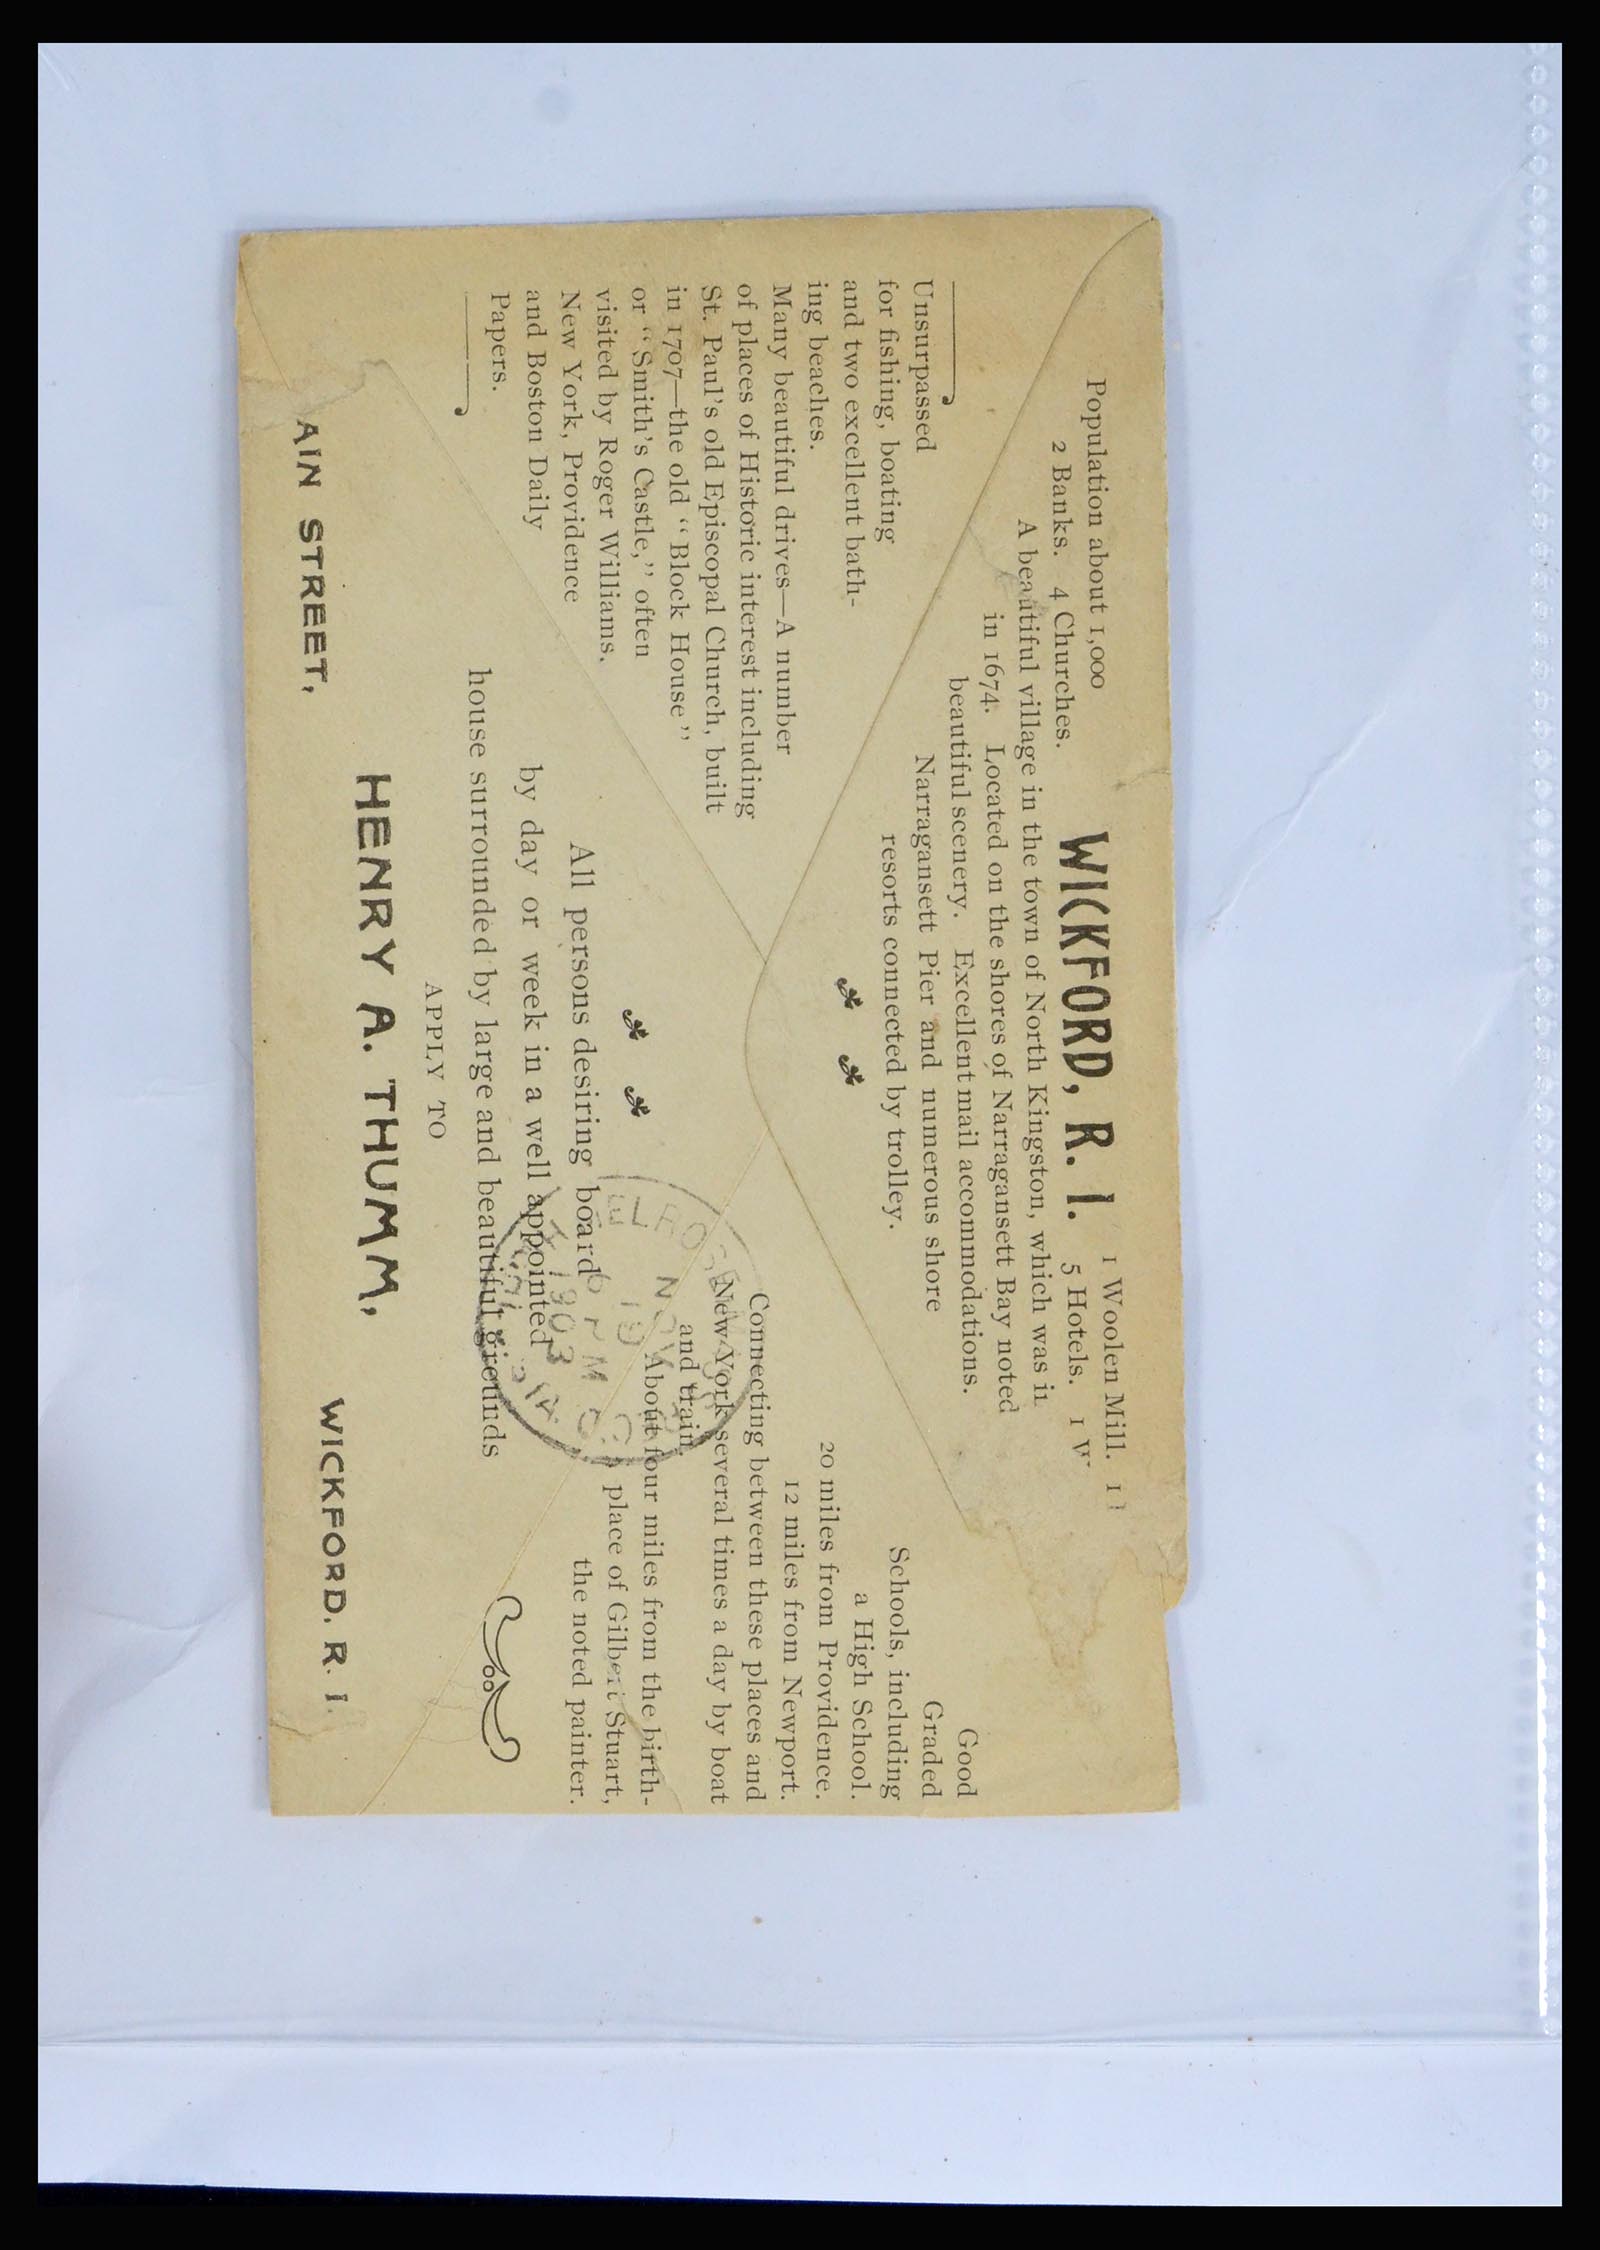 WICKFORD, R. I.
Population about 1,000
2 Banks. 4 Churches.
1 Woolen Mill. 1
5 Hotels. 1
A beautiful village in the town of North Kingston, which was
in 1674. Located on the shores of Narragansett Bay noted
beautiful scenery. Excellent mail accommodations.
Narragansett Pier and numerous shore
resorts connected by trolley.
Unsurpassed
for fishing, boating
and two excellent bath-
ing beaches.
Many beautiful drives—A number
of places of Historic interest including
St. Paul's old Episcopal Church, built
in 1707—the old "Block House"
or "Smith's Castle," often
visited by Roger Williams.
New York, Providence
and Boston Daily
Papers.
Good
Graded
Schools, including
a High School.
20 miles from Providence.
12 miles from Newport.
Connecting between these places and
New York several times a day by boat
and train.
About four miles from the birth-
place of Gilbert Stuart,
the noted painter.
All persons desiring board
by day or week in a well appointed
house surrounded by large and beautiful grounds
APPLY TO
HENRY A. THUMM,
AIN STREET,
WICKFORD, R. I.
ELROSE
NOV
19
6 PM
1903